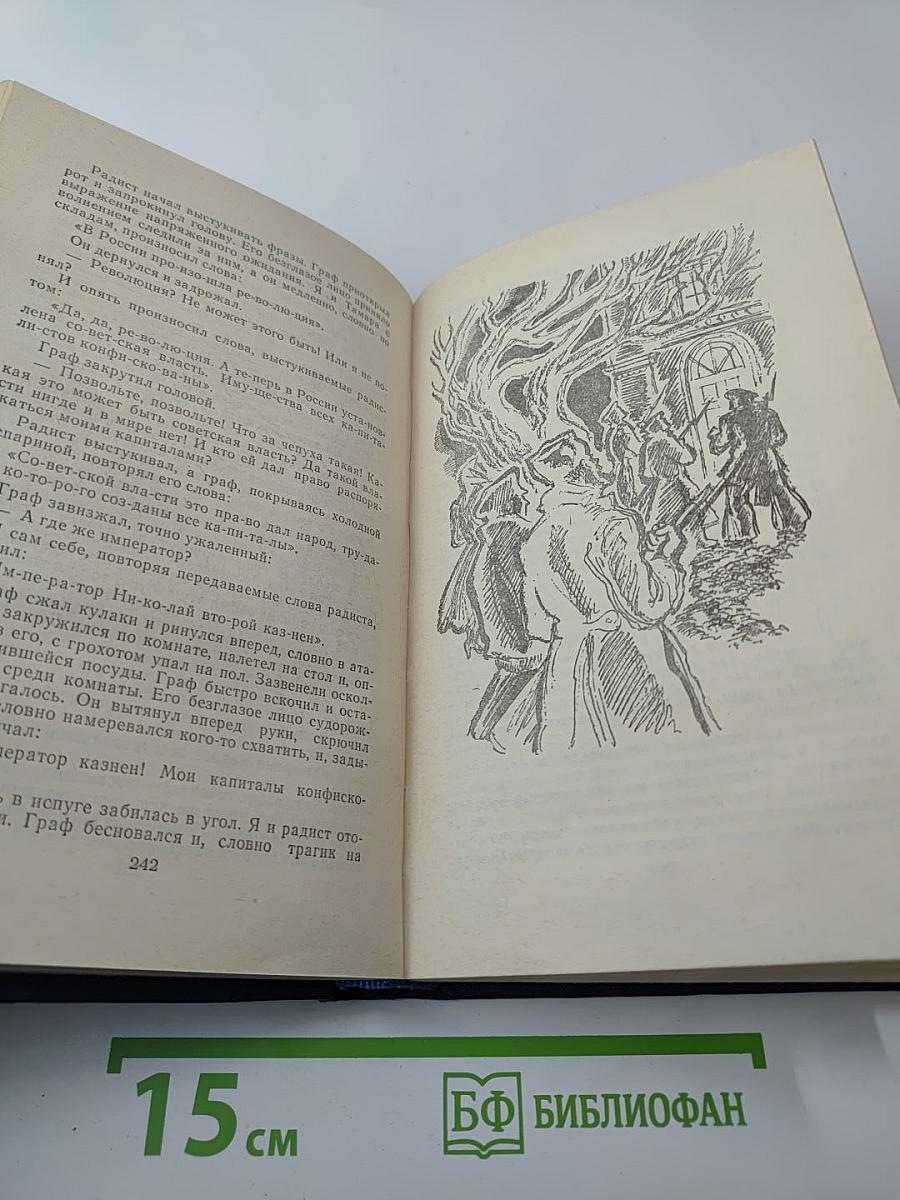 Радист начал выстукивать фразы. Граф приоткрыл
рот и запрокинул голову. Его безглазое лицо приняло
выражение напряженного ожидания. Я и Тамара с
волнением следили за ним, а он медленно, словно по
складам, произносил слова:
«В России про-изо-шла ре-во-лю-ция».
Он дернулся и задрожал.
— Революция? Не может этого быть! Или я не по-
нял?
И опять произносил слова, выстукиваемые радис-
том:
«Да, да, ре-во-лю-ция. А те-перь в России уста-нов-
лена со-вет-ская власть. Иму-ще-ства всех ка-пи-та-
ли-стов конфи-ско-ва-ны».
Граф закрутил головой.
— Позвольте, позвольте! Что за чепуха такая! Ка-
кая это может быть советская власть? Да такой вла-
сти нигде и в мире нет! И кто ей дал право распоря-
жаться моими капиталами?
Радист выстукивал, а граф, покрываясь холодной
испариной, повторял его слова:
«Со-вет-ской вла-сти это пра-во дал народ, тру-да-
ко-то-ро-го соз-даны все ка-пи-та-лы».
Граф завизжал, точно ужаленный:
— А где же император?
сам себе, повторяя передаваемые слова радиста,
ил:
Им-пе-ра-тор Ни-ко-лай вто-рой каз-нен».
аф сжал кулаки и ринулся вперед, словно в ата-
закружился по комнате, налетел на стол и, оп-
в его, с грохотом упал на пол. Зазвенели оскол-
ившейся посуды. Граф быстро вскочил и оста-
среди комнаты. Его безглазое лицо судорож-
галось. Он вытянул вперед руки, скрючил
словно намеревался кого-то схватить, и, зады-
чал:
ператор казнен! Мои капиталы конфиско-
ь в испуге забилась в угол. Я и радист ото-
и. Граф бесновался и, словно трагик на
242
15 см
БФ БИБЛИОФАН